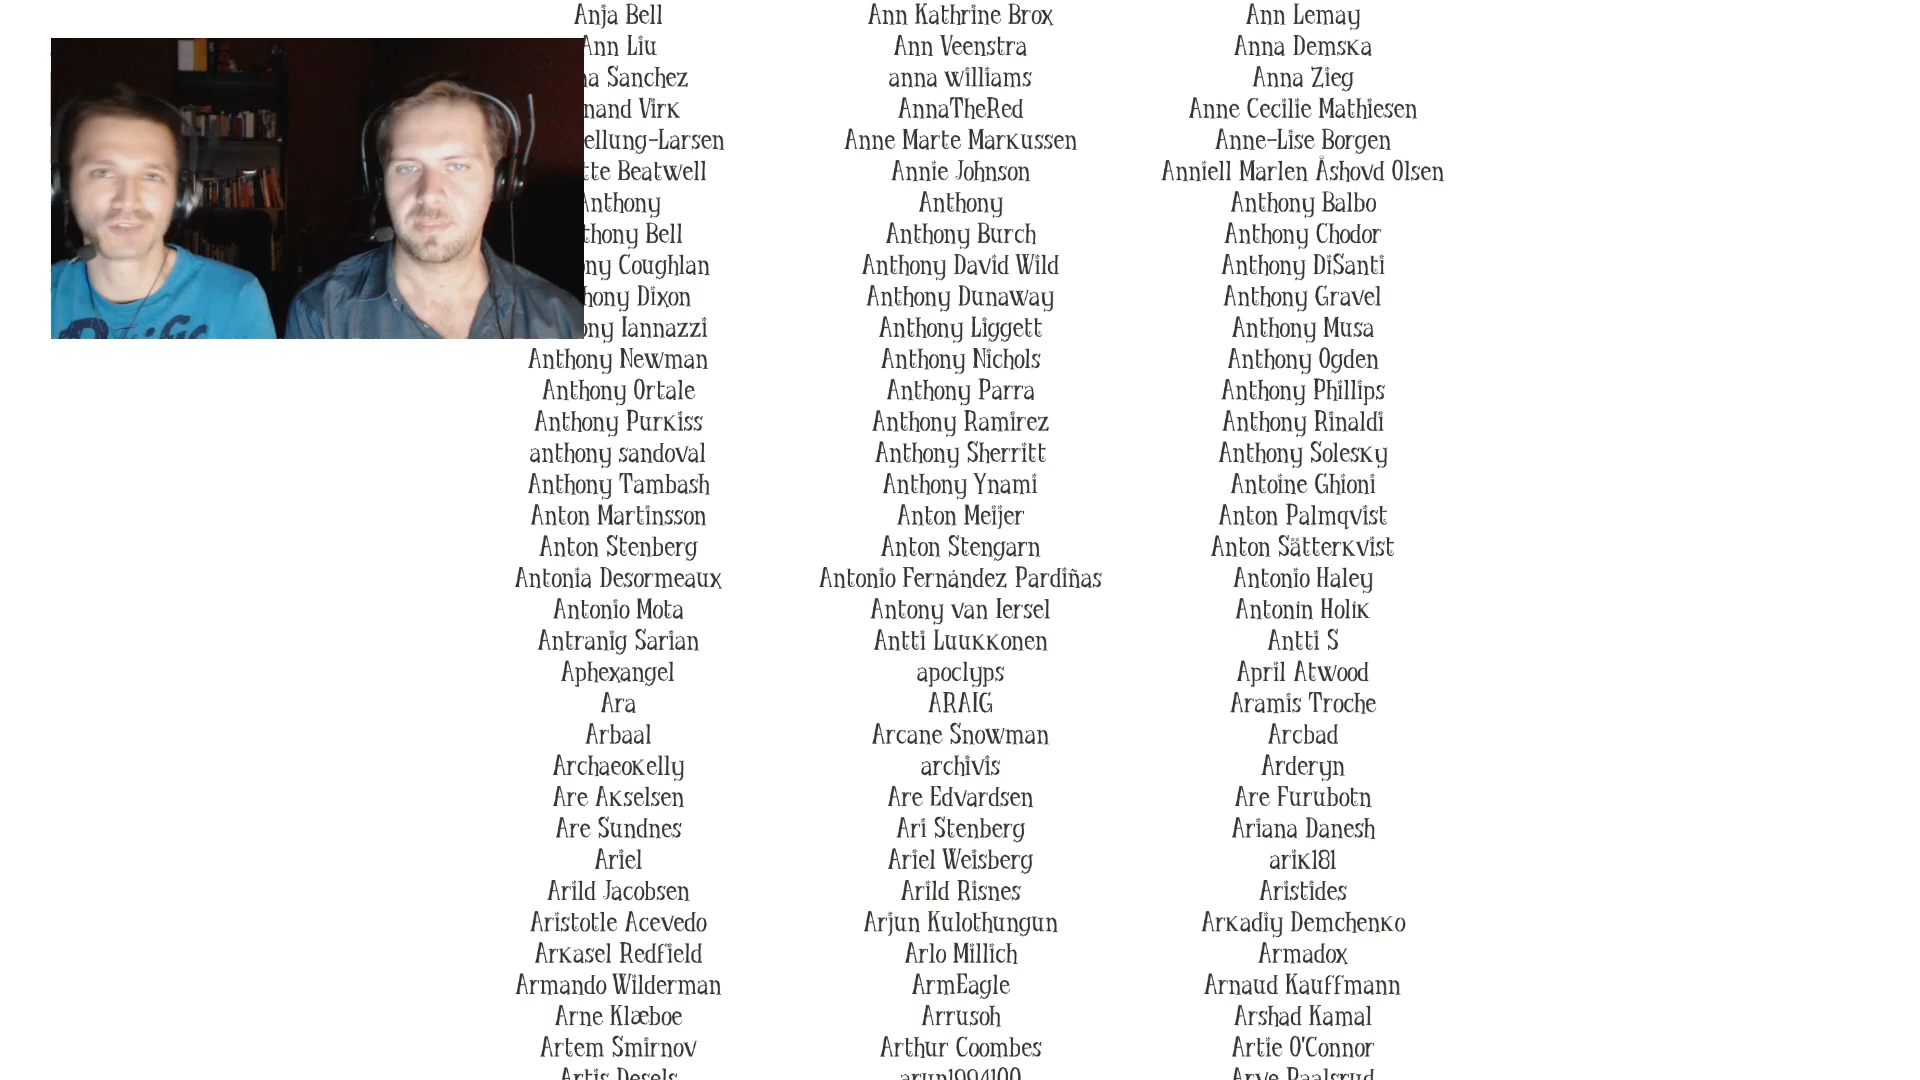 Anja Bell Ann Kathrine Brox Ann Lemay
Ann Liu Ann Veenstra Anna Demska
Sanchez anna williams Anna Zieg
Virk AnnaTheRed Anne Cecilie Mathiesen
ellung-Larsen Anne Marte Markussen Anne-Lise Borgen
Beatwell Annie Johnson Anniell Marlen Åshovd Olsen
Anthony Anthony Anthony Balbo
Bell Anthony Burch Anthony Chodor
Coughlan Anthony David Wild Anthony DiSanti
Dixon Anthony Dunaway Anthony Gravel
Iannazzi Anthony Liggett Anthony Musa
Anthony Newman Anthony Nichols Anthony Ogden
Anthony Ortale Anthony Parra Anthony Phillips
Anthony Purkiss Anthony Ramirez Anthony Rinaldi
anthony sandoval Anthony Sherritt Anthony Solesky
Anthony Tambash Anthony Ynami Antoine Ghioni
Anton Martinsson Anton Meijer Anton Palmqvist
Anton Stenberg Anton Stengarn Anton Sätterkvist
Antonia Desormeaux Antonio Fernández Pardiñas Antonio Haley
Antonio Mota Antony van Iersel Antonín Holík
Antranig Sarian Antti Luukkonen Antti S
Aphexangel apoclyps April Atwood
Ara ARAIG Aramis Troche
Arbaal Arcane Snowman Arcbad
Archaeokelly archivis Arderyn
Are Akselsen Are Edvardsen Are Furubotn
Are Sundnes Ari Stenberg Ariana Danesh
Ariel Ariel Weisberg arik181
Arild Jacobsen Arild Risnes Aristides
Aristotle Acevedo Arjun Kulothungun Arkadiy Demchenko
Arkasel Redfield Arlo Millich Armadox
Armando Wilderman ArmEagle Arnaud Kauffmann
Arne Klæboe Arrusoh Arshad Kamal
Artem Smirnov Arthur Coombes Artie O'Connor